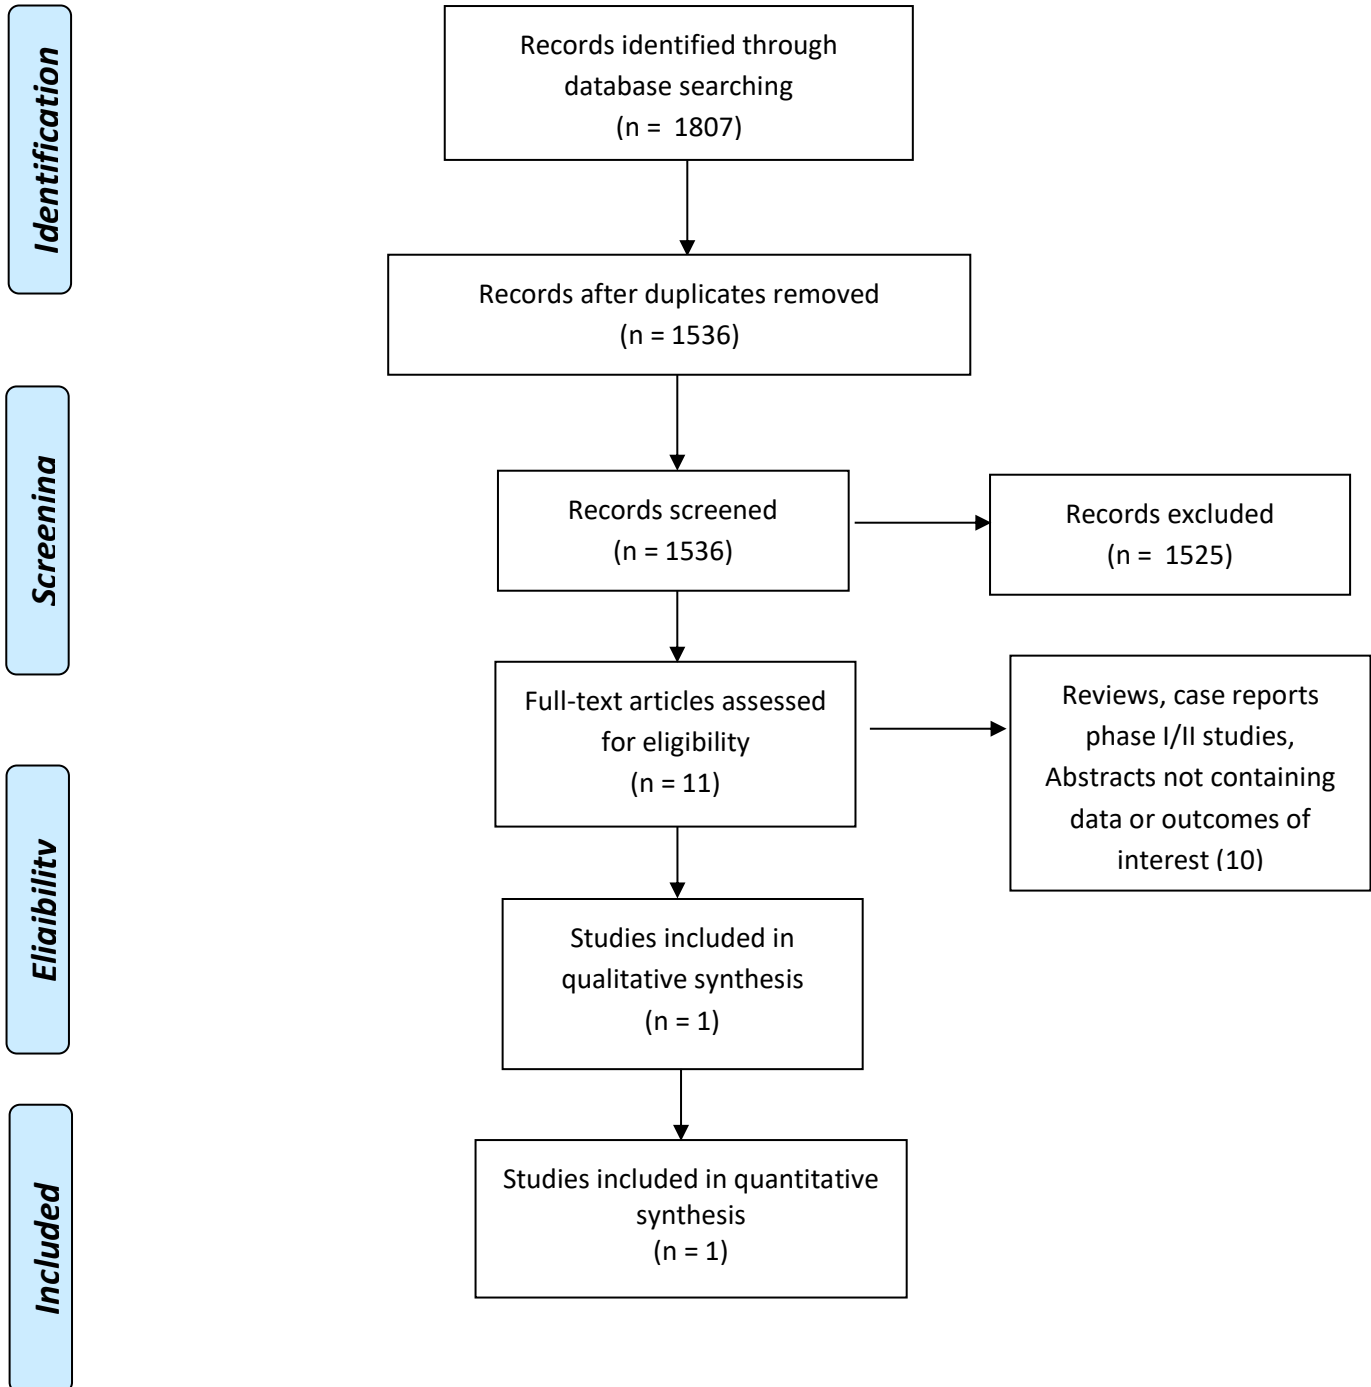 Identification
Records identified through
database searching
(n = 1807)
Records after duplicates removed
(n = 1536)
Screening
Records screened
(n = 1536)
Records excluded
(n = 1525)
Full-text articles assessed
for eligibility
(n = 11)
Reviews, case reports
phase I/II studies,
Abstracts not containing
data or outcomes of
interest (10)
Eligibility
Studies included in
qualitative synthesis
(n = 1)
Included
Studies included in quantitative
synthesis
(n = 1)